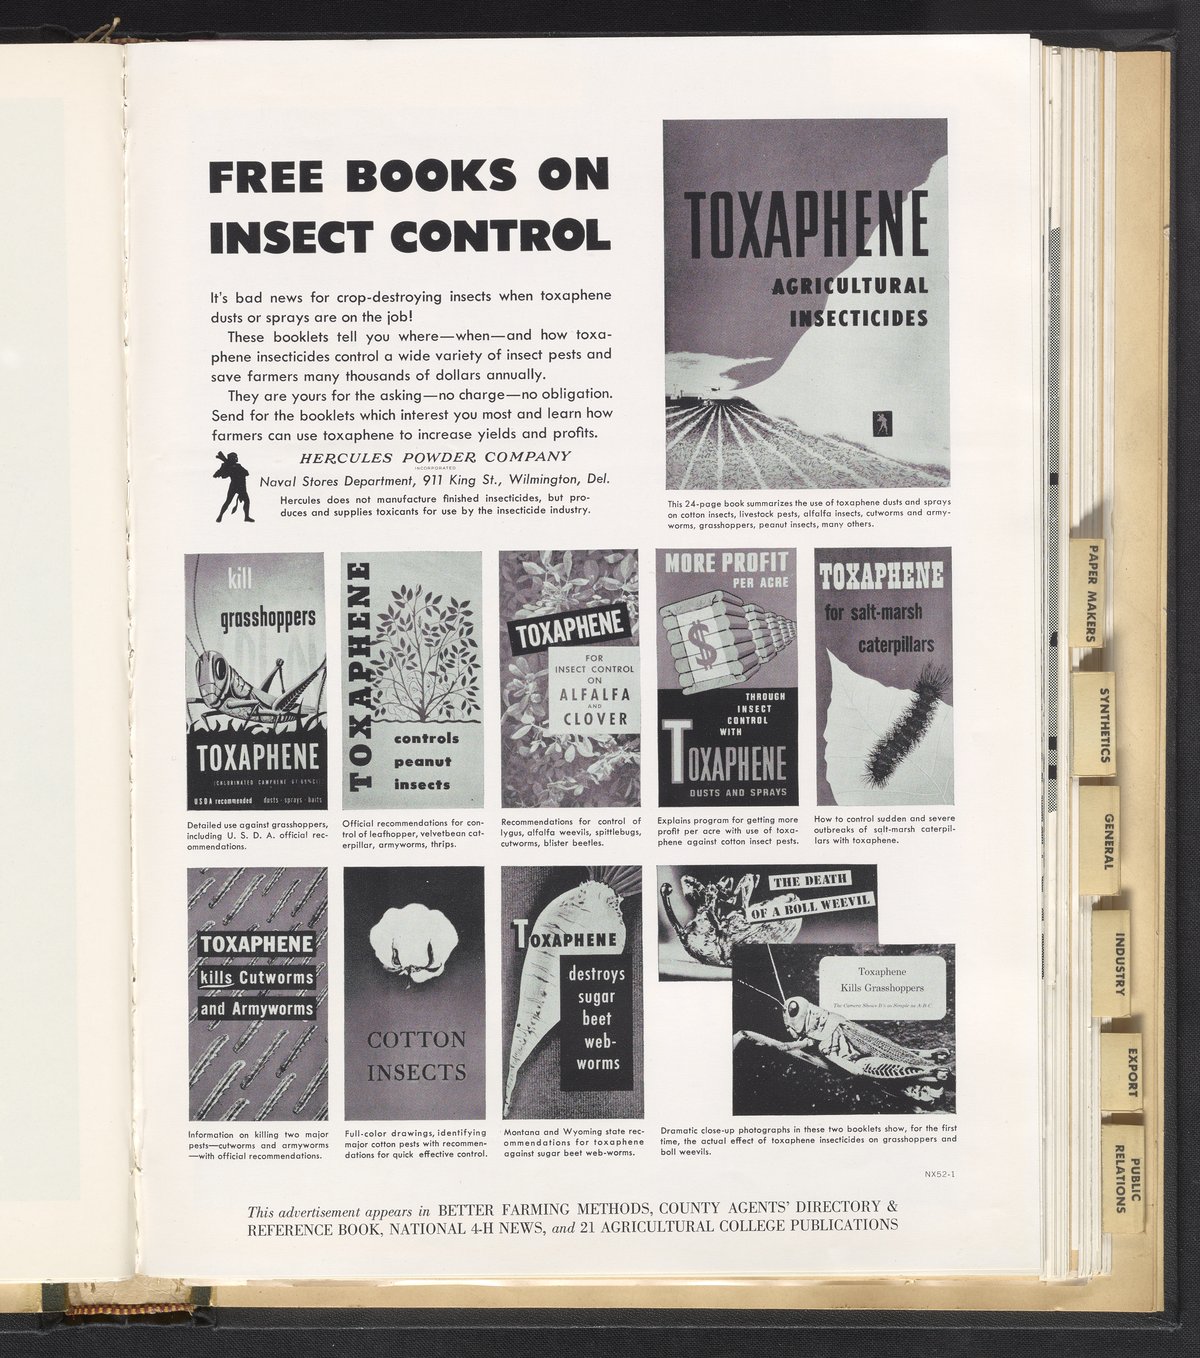 FREE BOOKS ON
INSECT CONTROL
It's bad news for crop-destroying insects when toxaphene
dusts or sprays are on the job!
These booklets tell you where—when—and how toxa-
phene insecticides control a wide variety of insect pests and
save farmers many thousands of dollars annually.
They are yours for the asking—no charge—no obligation.
Send for the booklets which interest you most and learn how
farmers can use toxaphene to increase yields and profits.
HERCULES POWDER COMPANY
INCORPORATED
Naval Stores Department, 911 King St., Wilmington, Del.
Hercules does not manufacture finished insecticides, but pro-
duces and supplies toxicants for use by the insecticide industry.
TOXAPHENE
AGRICULTURAL
INSECTICIDES
This 24-page book summarizes the use of toxaphene dusts and sprays
on cotton insects, livestock pests, alfalfa insects, cutworms and army-
worms, grasshoppers, peanut insects, many others.
kill
grasshoppers
TOXAPHENE
(CHLORINATED CAMPHENE 67-69%Cl)
USDA recommended dusts · sprays · baits
Detailed use against grasshoppers,
including U. S. D. A. official rec-
ommendations.
TOXAPHENE
controls
peanut
insects
Official recommendations for con-
trol of leafhopper, velvetbean cat-
erpillar, armyworms, thrips.
TOXAPHENE
FOR
INSECT CONTROL
ON
ALFALFA
AND
CLOVER
Recommendations for control of
lygus, alfalfa weevils, spittlebugs,
cutworms, blister beetles.
MORE PROFIT
PER ACRE
$
THROUGH
INSECT
CONTROL
WITH
TOXAPHENE
DUSTS AND SPRAYS
Explains program for getting more
profit per acre with use of toxa-
phene against cotton insect pests.
TOXAPHENE
for salt-marsh
caterpillars
How to control sudden and severe
outbreaks of salt-marsh caterpil-
lars with toxaphene.
TOXAPHENE
kills Cutworms
and Armyworms
Information on killing two major
pests—cutworms and armyworms
—with official recommendations.
COTTON
INSECTS
Full-color drawings, identifying
major cotton pests with recommen-
dations for quick effective control.
TOXAPHENE
destroys
sugar
beet
web-
worms
Montana and Wyoming state rec-
ommendations for toxaphene
against sugar beet web-worms.
THE DEATH
OF A BOLL WEEVIL
Toxaphene
Kills Grasshoppers
The Camera Shows It's as Simple as A-B-C
Dramatic close-up photographs in these two booklets show, for the first
time, the actual effect of toxaphene insecticides on grasshoppers and
boll weevils.
NX52-1
This advertisement appears in BETTER FARMING METHODS, COUNTY AGENTS' DIRECTORY &
REFERENCE BOOK, NATIONAL 4-H NEWS, and 21 AGRICULTURAL COLLEGE PUBLICATIONS
PAPER MAKERS
SYNTHETICS
GENERAL
INDUSTRY
EXPORT
PUBLIC
RELATIONS